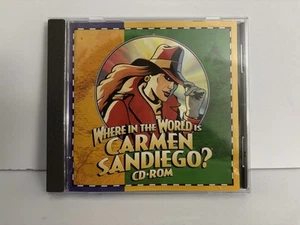 WHERE IN THE WORLD IS
CARMEN
SANDIEGO?
CD·ROM